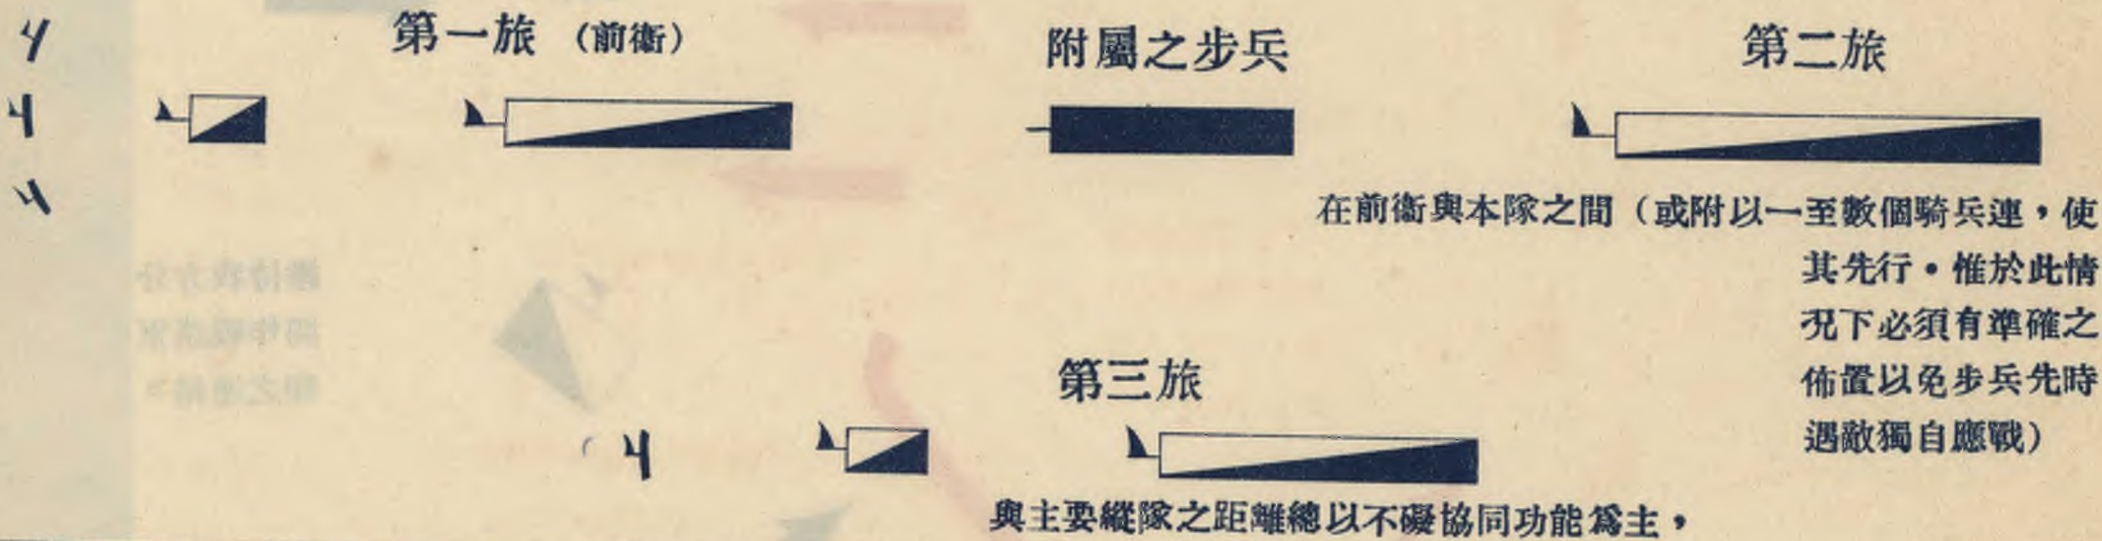 第一旅 （前衞）
附屬之步兵
第二旅
在前衞與本隊之間（或附以一至數個騎兵連，使
其先行•惟於此情
況下必須有準確之
佈置以免步兵先時
遇敵獨自應戰）
第三旅
與主要縱隊之距離總以不礙協同功能爲主，